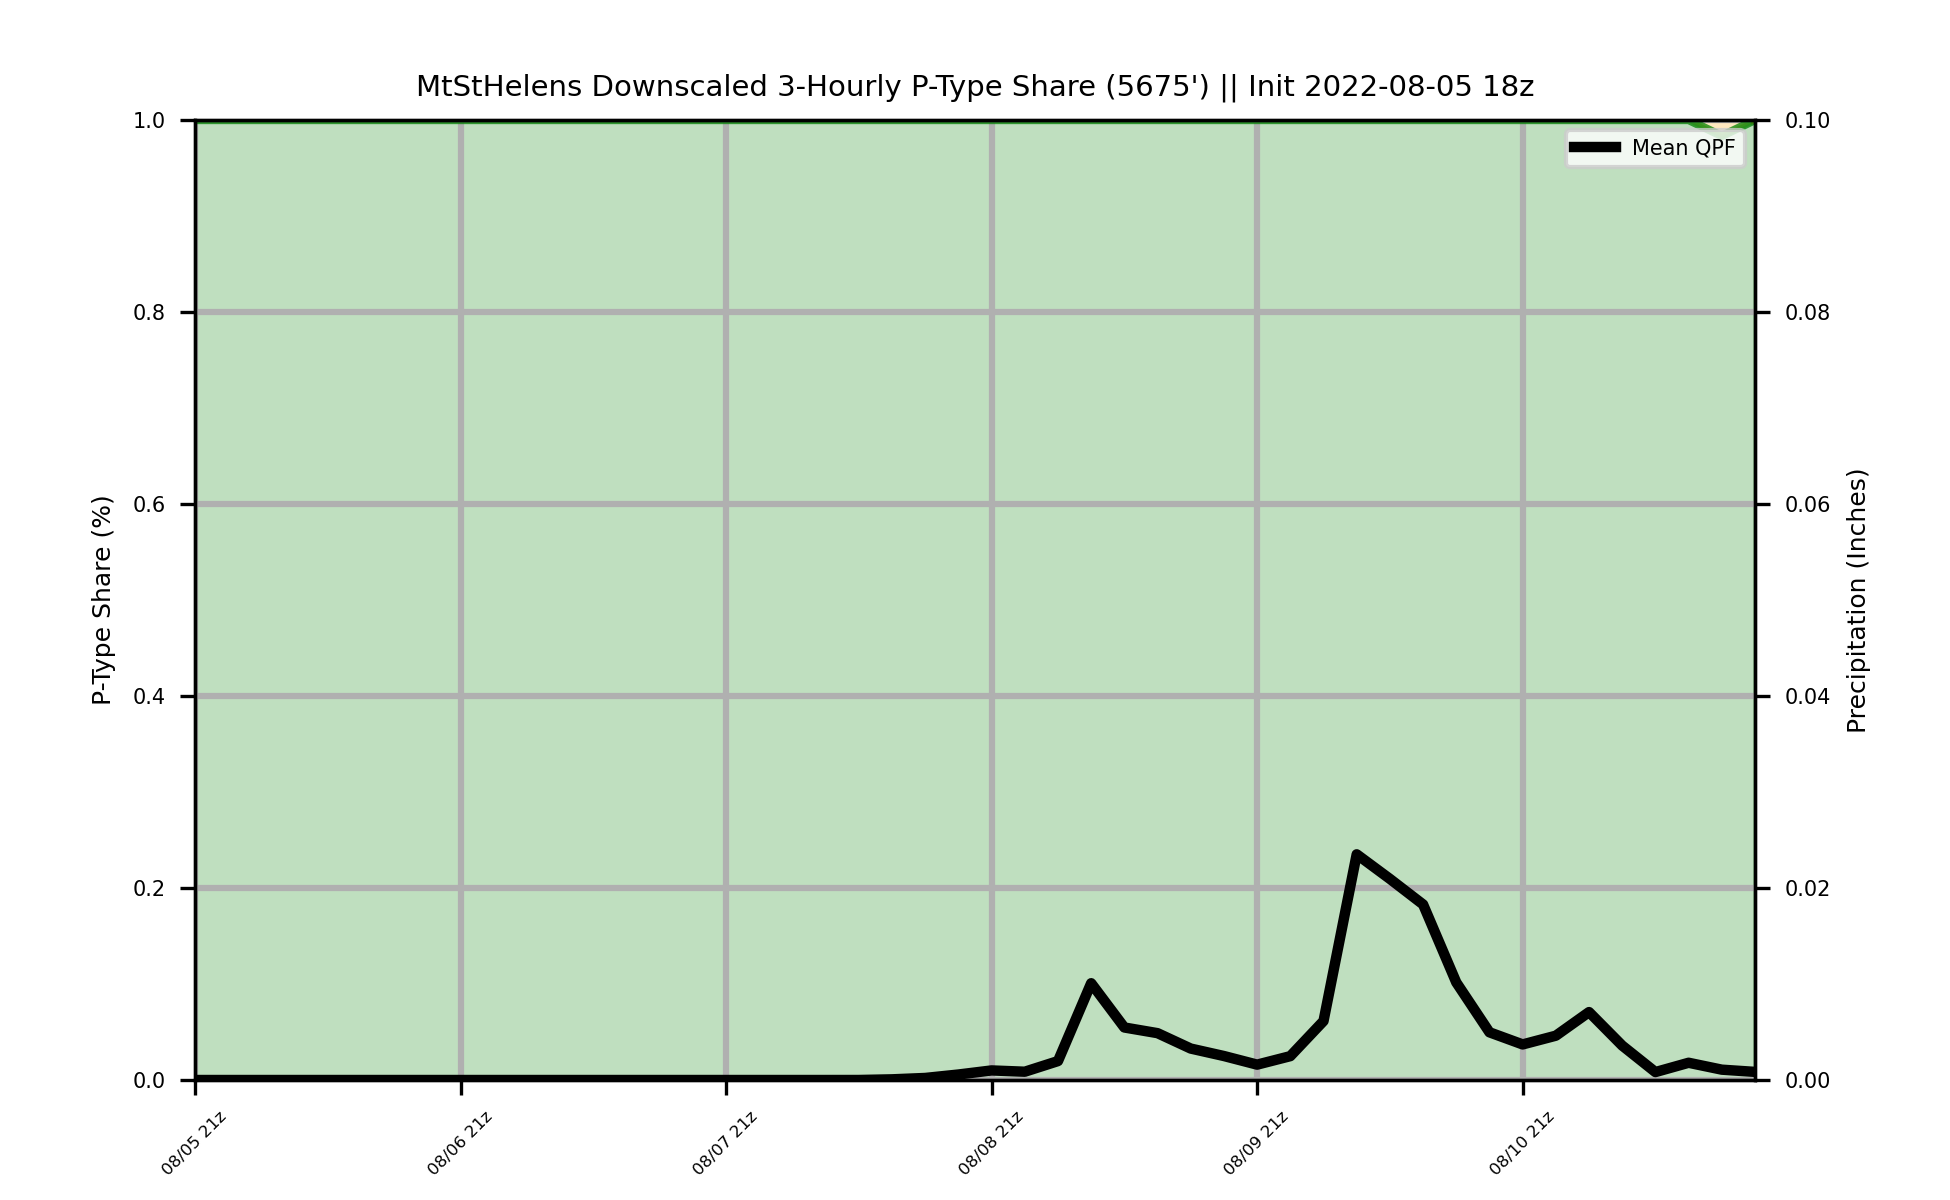 MtStHelens Downscaled 3-Hourly P-Type Share (5675') || Init 2022-08-05 18z
Mean QPF
P-Type Share (%)
1.0
0.8
0.6
0.4
0.2
0.0
0.10
0.08
0.06
0.04
0.02
0.00
Precipitation (Inches)
08/05 21z
08/06 21z
08/07 21z
08/08 21z
08/09 21z
08/10 21z